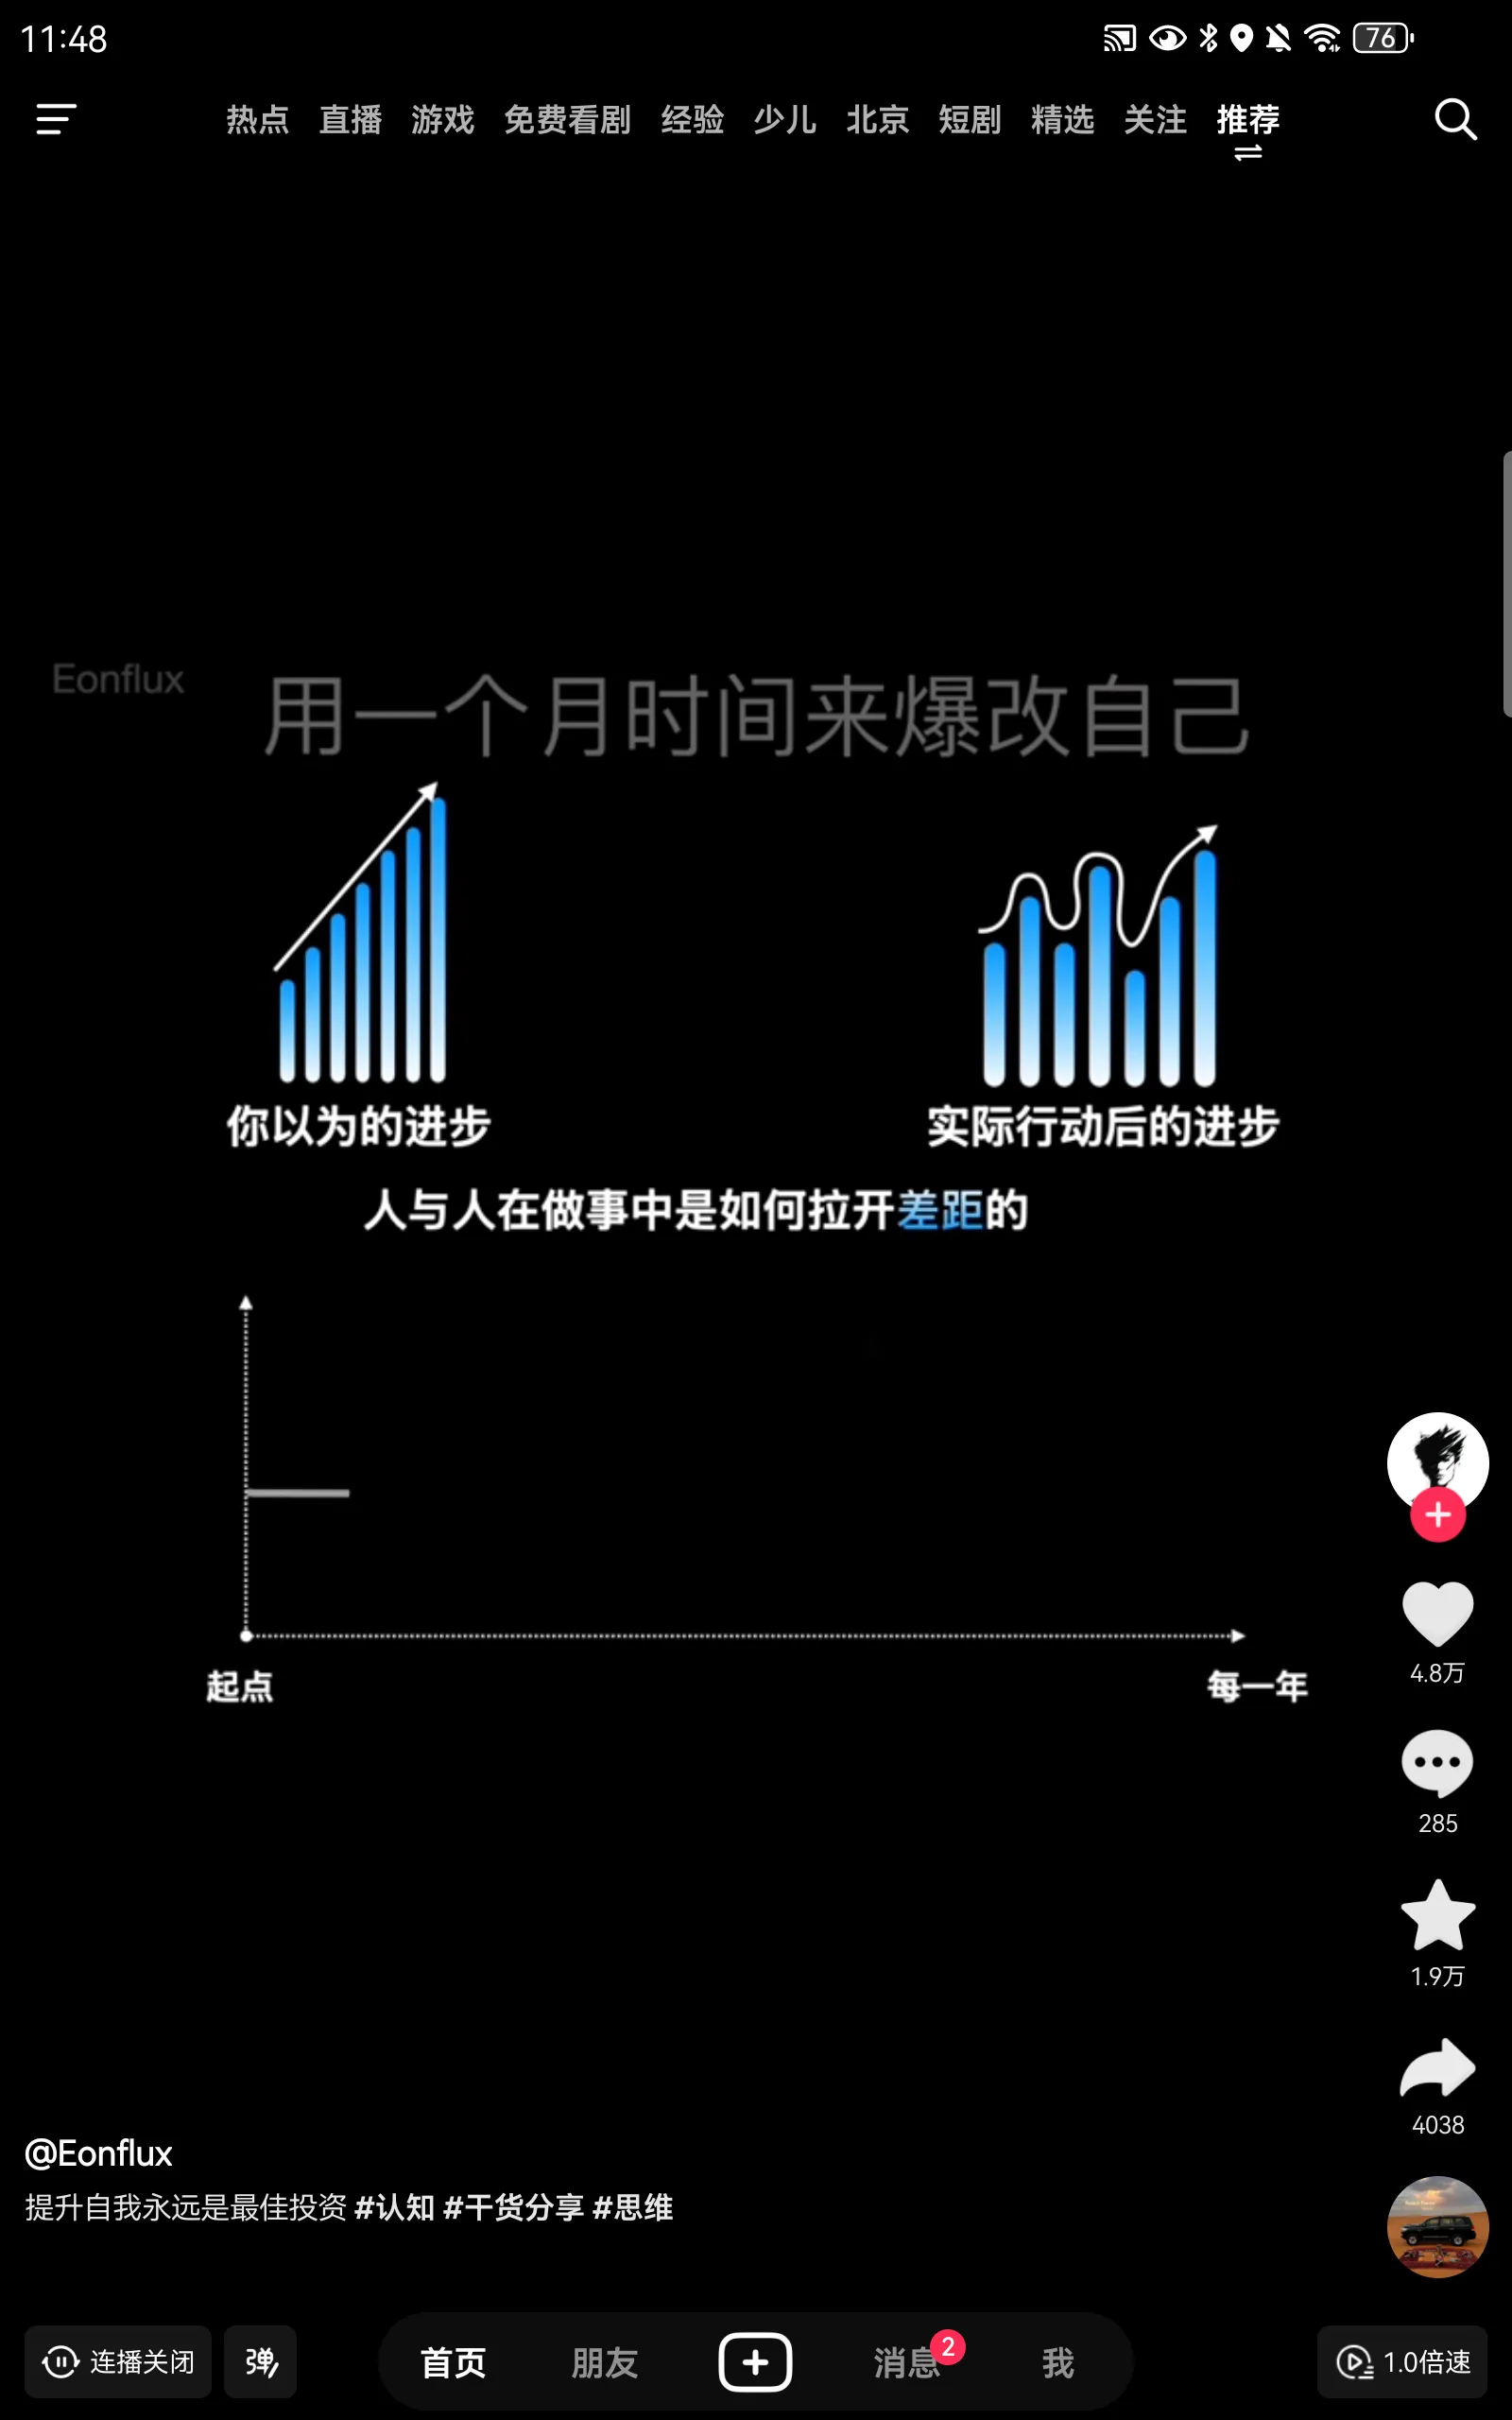 11:48
76
热点 直播 游戏 免费看剧 经验 少儿 北京 短剧 精选 关注 推荐
Eonflux
用一个月时间来爆改自己
你以为的进步
实际行动后的进步
人与人在做事中是如何拉开差距的
起点
每一年
4.8万
285
1.9万
4038
@Eonflux
提升自我永远是最佳投资 #认知 #干货分享 #思维
连播关闭
弹
首页
朋友
消息
2
我
1.0倍速